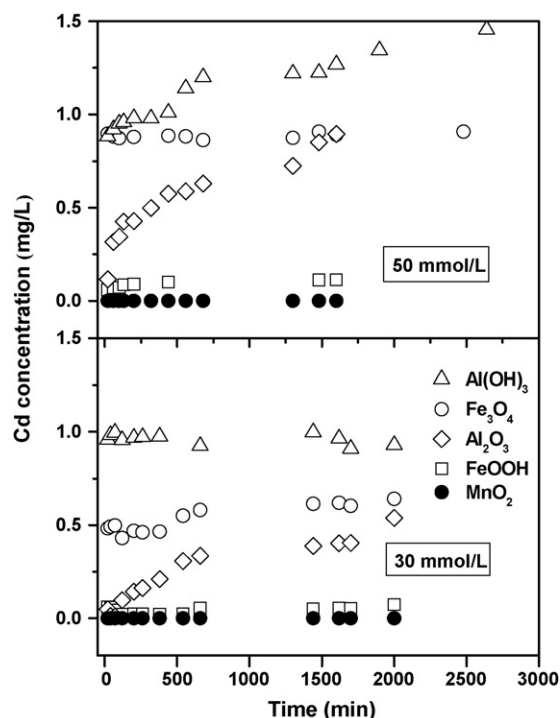 Cd concentration (mg/L)
1.5
1.0
0.5
0.0
50 mmol/L
1.5
1.0
0.5
0.0
Al(OH)₃
Fe₃O₄
Al₂O₃
FeOOH
MnO₂
30 mmol/L
0 500 1000 1500 2000 2500 3000
Time (min)